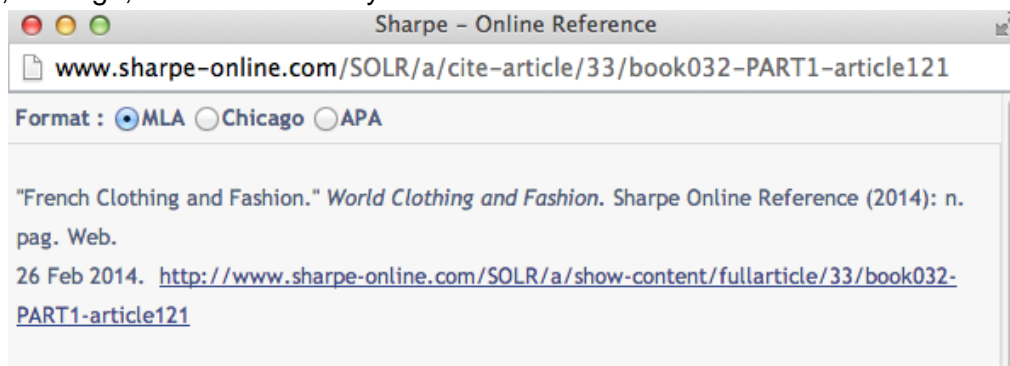 Sharpe – Online Reference
www.sharpe-online.com/SOLR/a/cite-article/33/book032-PART1-article121
Format : MLA Chicago APA
"French Clothing and Fashion." World Clothing and Fashion. Sharpe Online Reference (2014): n.
pag. Web.
26 Feb 2014. http://www.sharpe-online.com/SOLR/a/show-content/fullarticle/33/book032-
PART1-article121